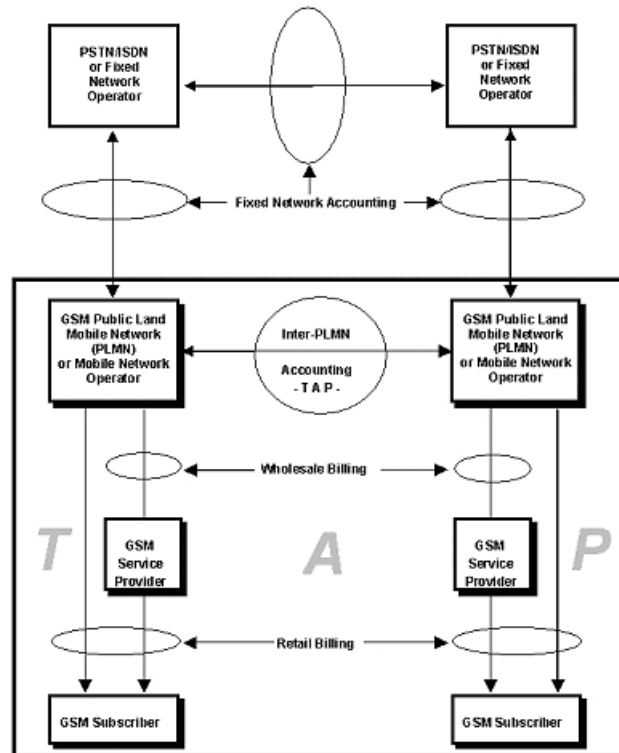 PSTN/ISDN
or Fixed
Network
Operator
PSTN/ISDN
or Fixed
Network
Operator
Fixed Network Accounting
GSM Public Land
Mobile Network
(PLMN)
or Mobile Network
Operator
Inter-PLMN
Accounting
- T A P -
GSM Public Land
Mobile Network
(PLMN)
or Mobile Network
Operator
Wholesale Billing
T
GSM
Service
Provider
A
GSM
Service
Provider
P
Retail Billing
GSM Subscriber
GSM Subscriber